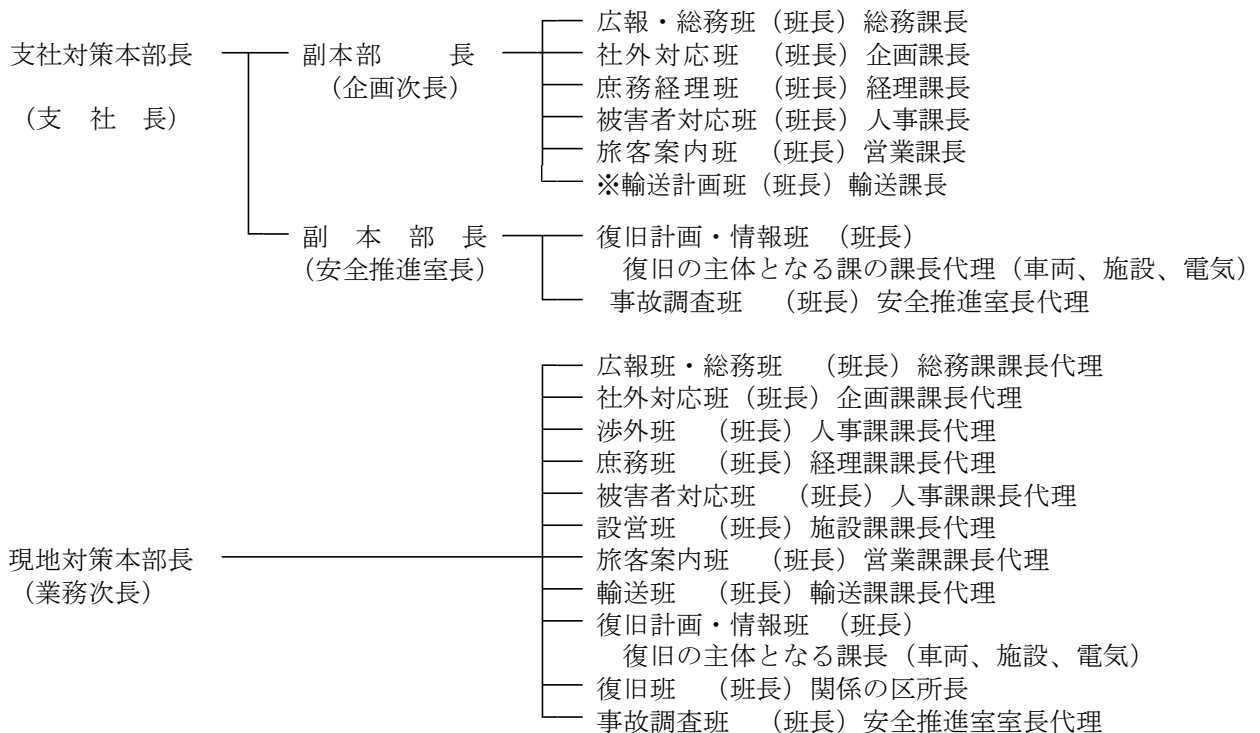 広報・総務班（班長）総務課長
支社対策本部長 副本部 長 社外対応班 （班長）企画課長
（企画次長） 庶務経理班（班長）経理課長
（支 社 長） 被害者対応班（班長）人事課長
旅客案内班 （班長）営業課長
※輸送計画班（班長）輸送課長
副 本 部 長 復旧計画・情報班 （班長）
（安全推進室長） 復旧の主体となる課の課長代理（車両、施設、電気）
事故調査班 （班長）安全推進室長代理
広報班・総務班 （班長）総務課課長代理
社外対応班（班長）企画課課長代理
渉外班 （班長）人事課課長代理
庶務班 （班長）経理課課長代理
被害者対応班 （班長）人事課課長代理
設営班 （班長）施設課課長代理
現地対策本部長 旅客案内班 （班長）営業課課長代理
（業務次長） 輸送班 （班長）輸送課課長代理
復旧計画・情報班 （班長）
復旧の主体となる課長（車両、施設、電気）
復旧班 （班長）関係の区所長
事故調査班 （班長）安全推進室室長代理